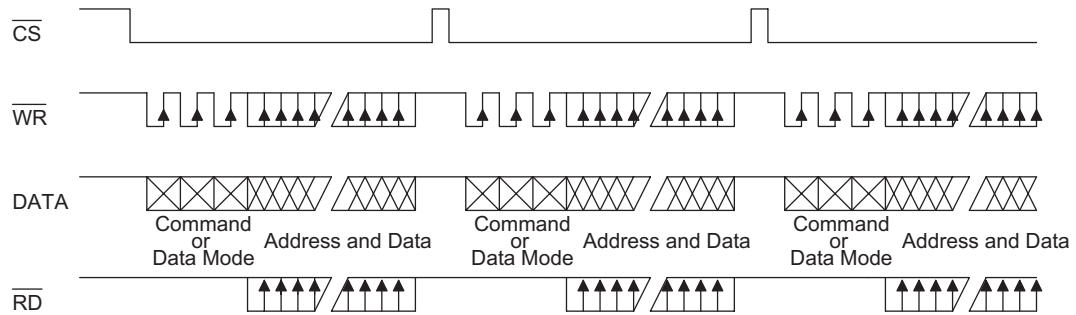 CS
WR
DATA
Command
or
Data Mode
Address and Data
Command
or
Data Mode
Address and Data
Command
or
Data Mode
Address and Data
RD